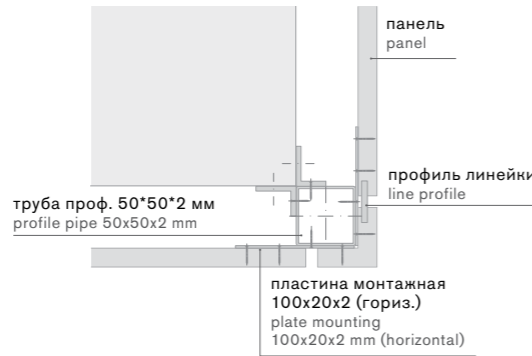 панель
panel
профиль линейки
line profile
труба проф. 50*50*2 мм
profile pipe 50x50x2 mm
пластина монтажная
100x20x2 (гориз.)
plate mounting
100x20x2 mm (horizontal)